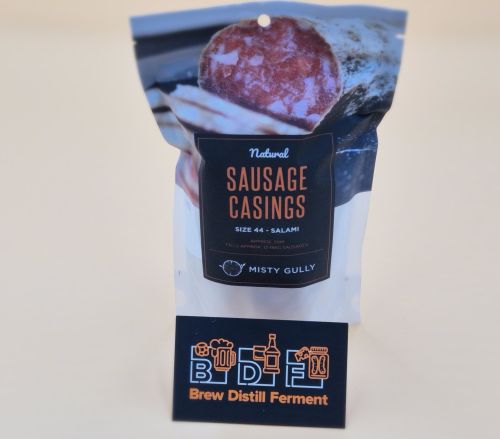 Natural
SAUSAGE
CASINGS
SIZE 44 - SALAMI
MISTY GULLY
B D F
Brew Distill Ferment